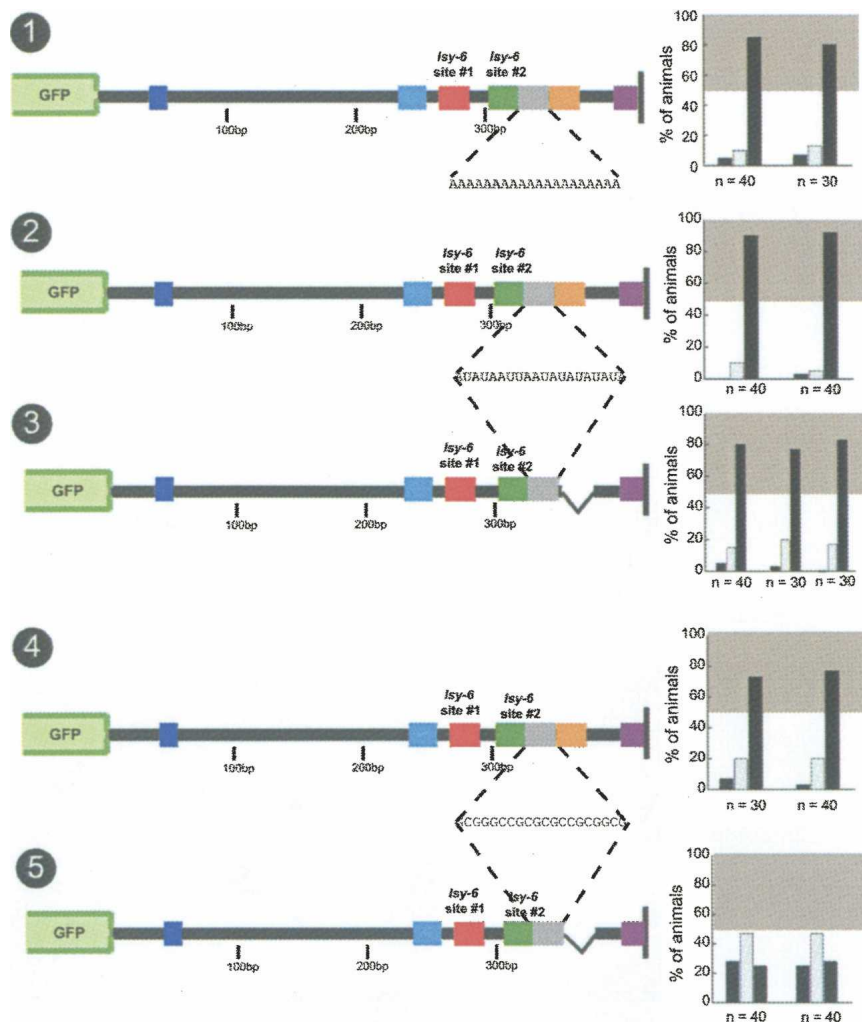 1
lsy-6
site #1
lsy-6
site #2
GFP
100bp
200bp
300bp
AAAAAAAAAAAAAAAAAAAA
% of animals
100
80
60
40
20
0
n = 40
n = 30
2
lsy-6
site #1
lsy-6
site #2
GFP
100bp
200bp
300bp
AUAUAAUUAAUAUAUAUAUA
% of animals
100
80
60
40
20
0
n = 40
n = 40
3
lsy-6
site #1
lsy-6
site #2
GFP
100bp
200bp
300bp
% of animals
100
80
60
40
20
0
n = 40
n = 30
n = 30
4
lsy-6
site #1
lsy-6
site #2
GFP
100bp
200bp
300bp
GCGGGCCGCGCGCCGCGGCC
% of animals
100
80
60
40
20
0
n = 30
n = 40
5
lsy-6
site #1
lsy-6
site #2
GFP
100bp
200bp
300bp
% of animals
100
80
60
40
20
0
n = 40
n = 40